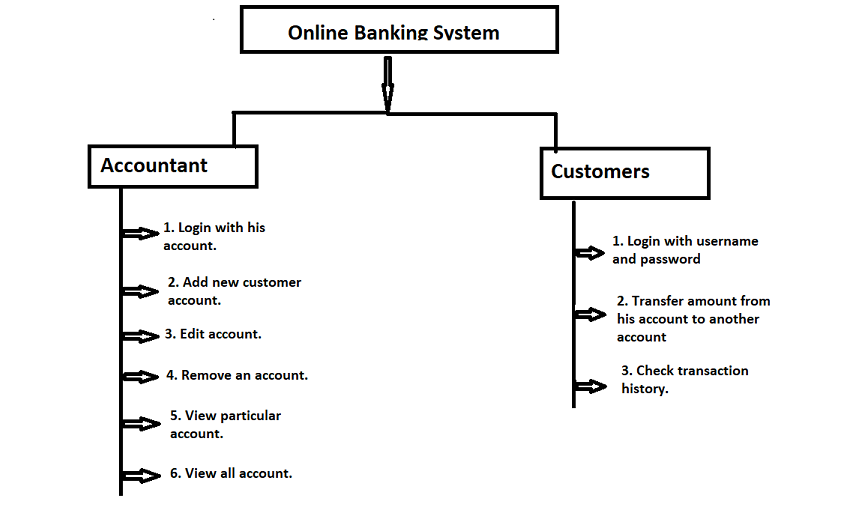 Online Banking System
Accountant
1. Login with his
account.
2. Add new customer
account.
3. Edit account.
4. Remove an account.
5. View particular
account.
6. View all account.
Customers
1. Login with username
and password
2. Transfer amount from
his account to another
account
3. Check transaction
history.